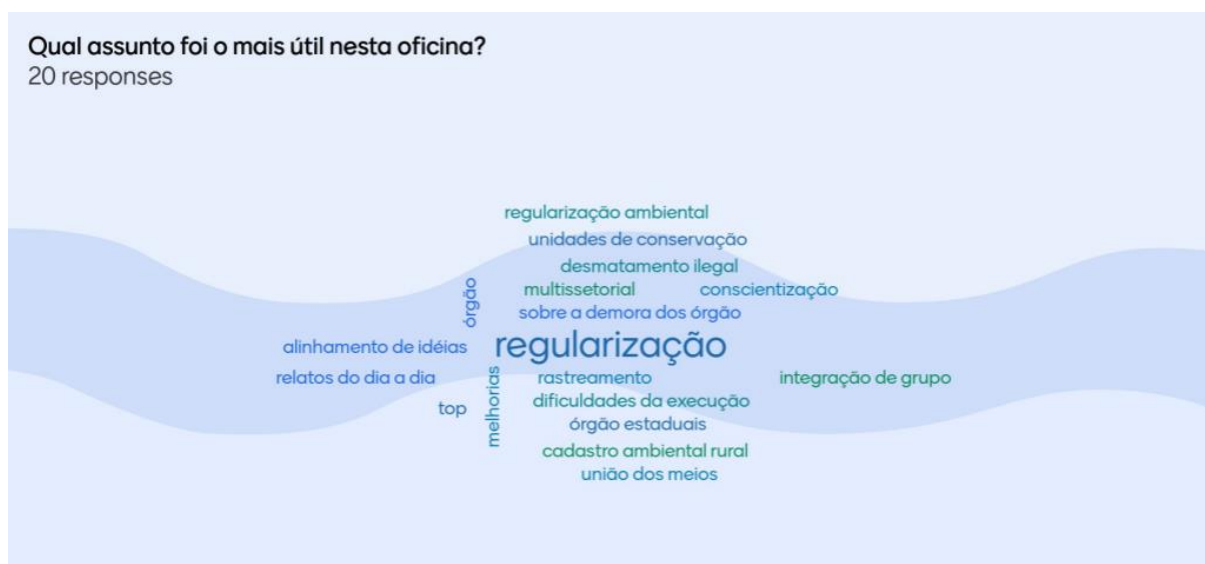 Qual assunto foi o mais útil nesta oficina?
20 responses
regularização ambiental
unidades de conservação
desmatamento ilegal
multissetorial
conscientização
órgão
sobre a demora dos órgão
alinhamento de idéias
regularização
relatos do dia a dia
rastreamento
integração de grupo
melhorias
dificuldades da execução
top
órgão estaduais
cadastro ambiental rural
união dos meios